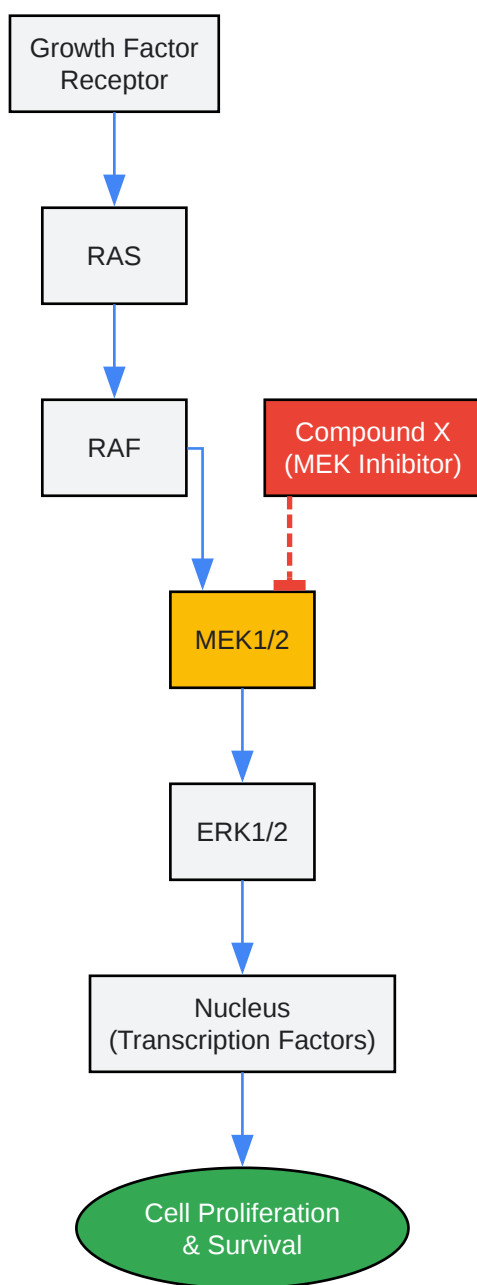 Growth Factor
Receptor
RAS
RAF
Compound X
(MEK Inhibitor)
MEK1/2
ERK1/2
Nucleus
(Transcription Factors)
Cell Proliferation
& Survival